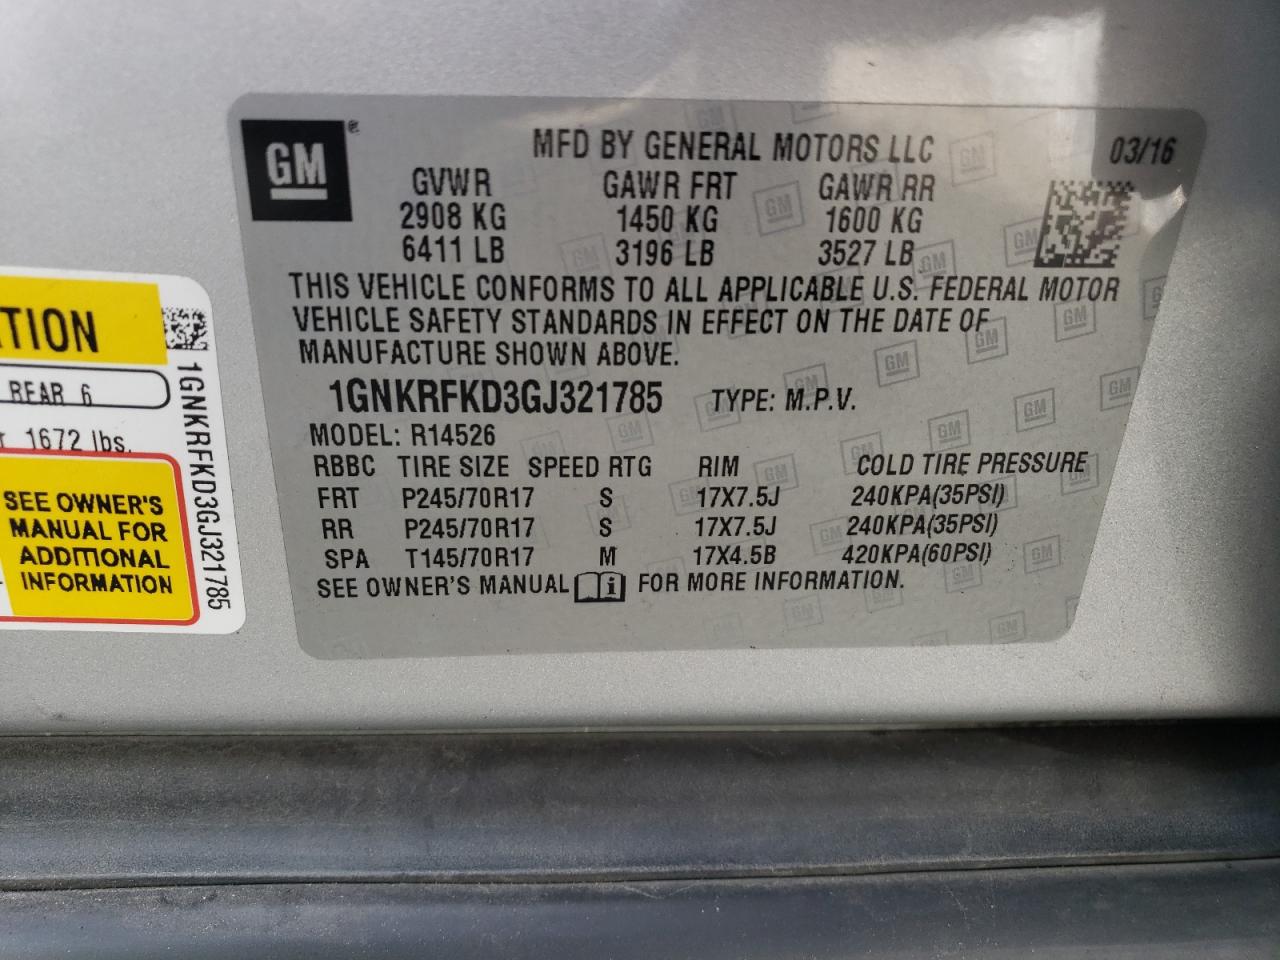 GM
MFD BY GENERAL MOTORS LLC 03/16
GVWR GAWR FRT GAWR RR
2908 KG 1450 KG 1600 KG
6411 LB 3196 LB 3527 LB
THIS VEHICLE CONFORMS TO ALL APPLICABLE U.S. FEDERAL MOTOR
VEHICLE SAFETY STANDARDS IN EFFECT ON THE DATE OF
MANUFACTURE SHOWN ABOVE.
1GNKRFKD3GJ321785 TYPE: M.P.V.
MODEL: R14526
RBBC TIRE SIZE SPEED RTG RIM COLD TIRE PRESSURE
FRT P245/70R17 S 17X7.5J 240KPA(35PSI)
RR P245/70R17 S 17X7.5J 240KPA(35PSI)
SPA T145/70R17 M 17X4.5B 420KPA(60PSI)
SEE OWNER'S MANUAL FOR MORE INFORMATION.
TION
REAR 6
1672 lbs.
SEE OWNER'S
MANUAL FOR
ADDITIONAL
INFORMATION
1GNKRFKD3GJ321785